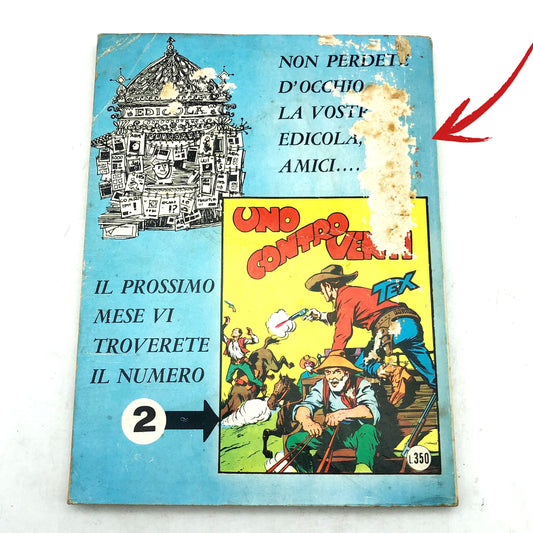 NON PERDETE
D'OCCHIO
LA VOSTR
EDICOLA,
AMICI....
EDICOLA
UNO
CONTRO
VENTI
TEX
IL PROSSIMO
MESE VI
TROVERETE
IL NUMERO
2
L.350